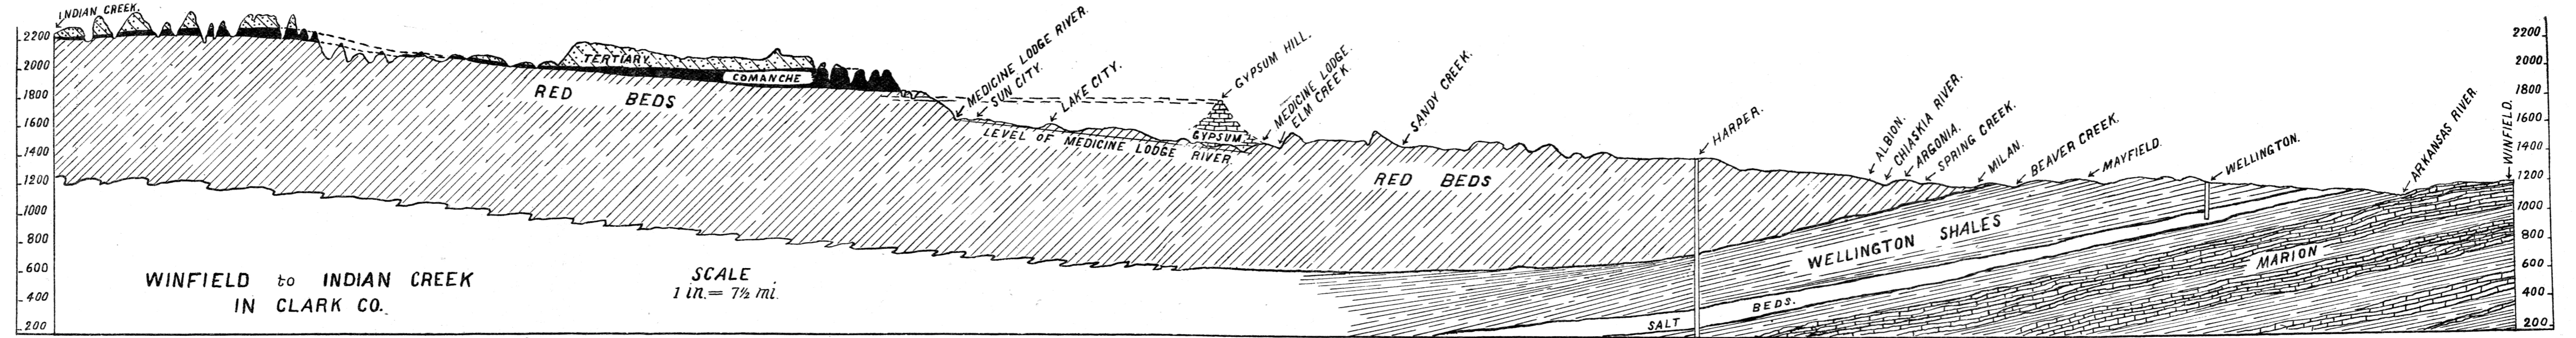 INDIAN CREEK.
2200
2000
1800
1600
1400
1200
1000
800
600
400
200
TERTIARY.
COMANCHE
RED BEDS
MEDICINE LODGE RIVER.
SUN CITY.
LAKE CITY.
LEVEL OF MEDICINE LODGE RIVER.
GYPSUM HILL.
GYPSUM
MEDICINE LODGE.
ELM CREEK.
SANDY CREEK.
RED BEDS
HARPER.
ALBION.
CHIASKIA RIVER.
ARGONIA.
SPRING CREEK.
MILAN.
BEAVER CREEK.
MAYFIELD.
WELLINGTON.
ARKANSAS RIVER.
WINFIELD.
WELLINGTON SHALES
MARION
SALT BEDS.
WINFIELD to INDIAN CREEK
IN CLARK CO.
SCALE
1 in. = 7½ mi.
2200
2000
1800
1600
1400
1200
1000
800
600
400
200